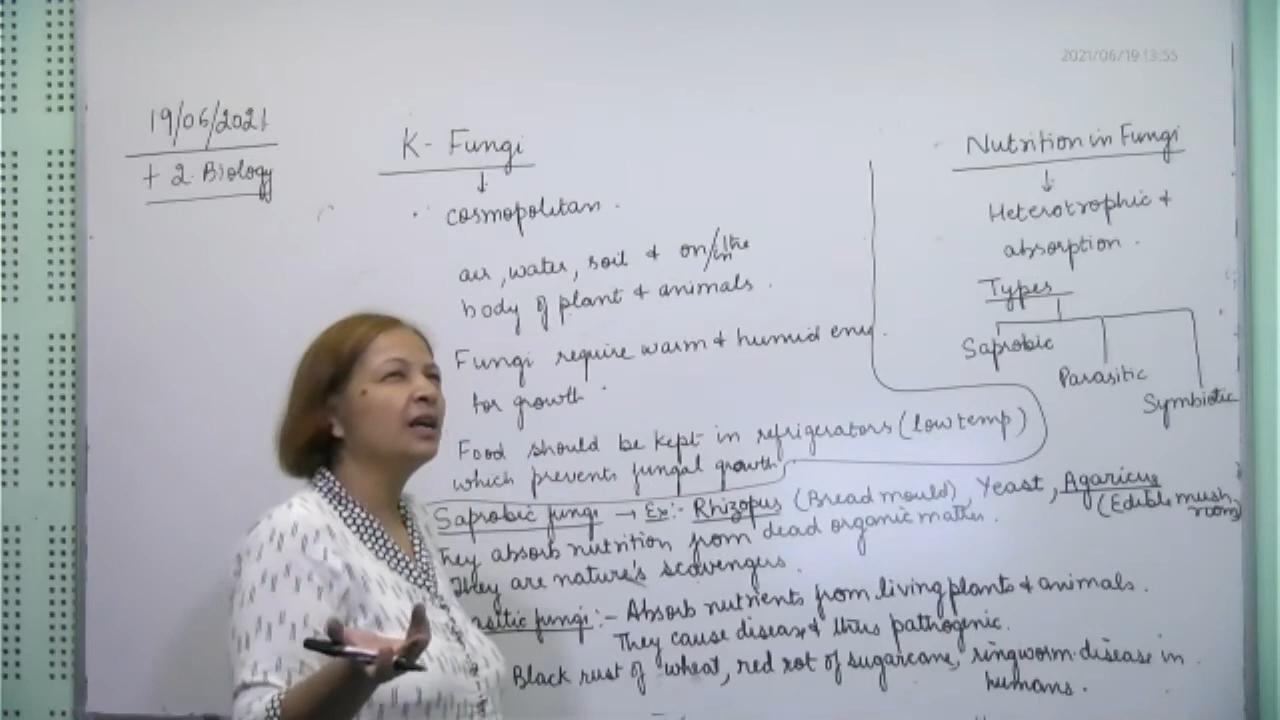 2021/06/19 13:55
19/06/2021
+2 Biology
K- Fungi
↓
cosmopolitan.
air, water, soil & on/in the
body of plant & animals.
Fungi require warm & humid env.
for growth.
Food should be kept in refrigerators (low temp)
which prevents fungal growth
Nutrition in Fungi
↓
Heterotrophic &
absorption.
Types
Saprobic
Parasitic
Symbiotic
Saprobic fungi → Ex:- Rhizopus (Bread mould), Yeast, Agaricus
(Edible mushroom)
They absorb nutrition from dead organic matter.
They are nature's scavengers.
sitic fungi:- Absorb nutrients from living plants & animals.
They cause disease & thus pathogenic.
Black rust of wheat, red rot of sugarcane, ringworm disease in
humans.